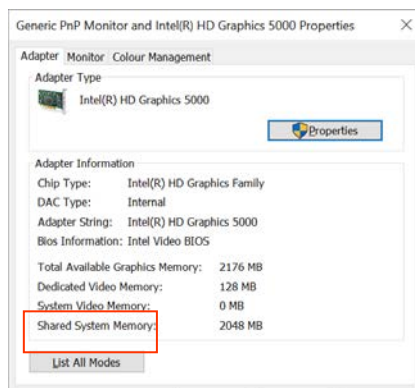 Generic PnP Monitor and Intel(R) HD Graphics 5000 Properties
Adapter Monitor Colour Management
Adapter Type
Intel(R) HD Graphics 5000
Properties
Adapter Information
Chip Type: Intel(R) HD Graphics Family
DAC Type: Internal
Adapter String: Intel(R) HD Graphics 5000
Bios Information: Intel Video BIOS
Total Available Graphics Memory: 2176 MB
Dedicated Video Memory: 128 MB
System Video Memory: 0 MB
Shared System Memory: 2048 MB
List All Modes